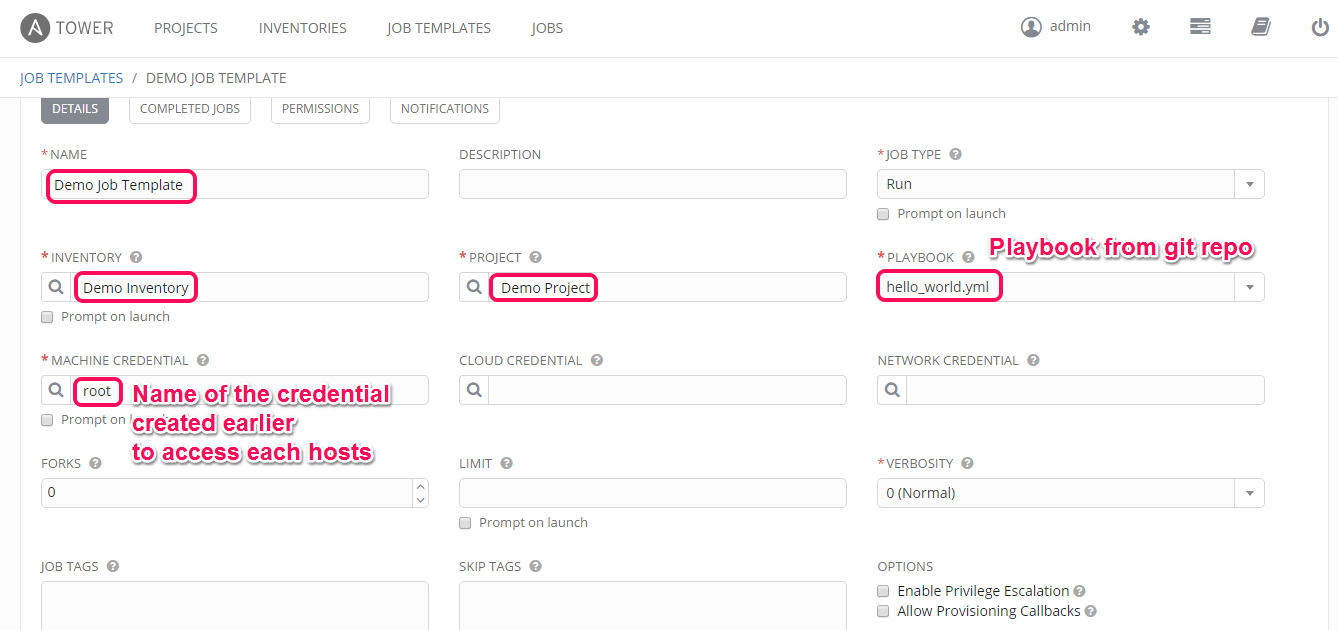 TOWER PROJECTS INVENTORIES JOB TEMPLATES JOBS admin
JOB TEMPLATES / DEMO JOB TEMPLATE
DETAILS COMPLETED JOBS PERMISSIONS NOTIFICATIONS
* NAME DESCRIPTION * JOB TYPE ?
Demo Job Template Run
Prompt on launch
* INVENTORY ? * PROJECT ? * PLAYBOOK ? Playbook from git repo
Demo Inventory Demo Project hello_world.yml
Prompt on launch
* MACHINE CREDENTIAL ? CLOUD CREDENTIAL ? NETWORK CREDENTIAL ?
root Name of the credential
Prompt on created earlier
to access each hosts
FORKS ? LIMIT ? * VERBOSITY ?
0 0 (Normal)
Prompt on launch
JOB TAGS ? SKIP TAGS ? OPTIONS
Enable Privilege Escalation ?
Allow Provisioning Callbacks ?